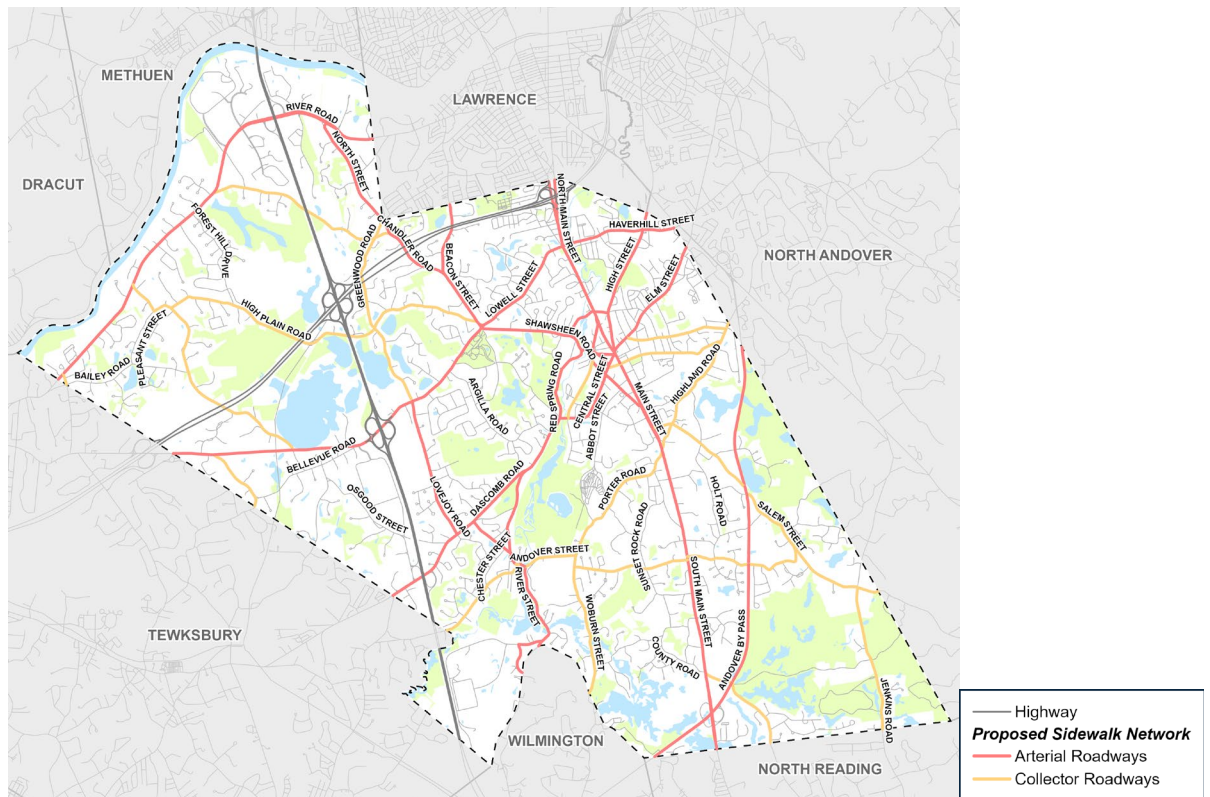 METHUEN
LAWRENCE
DRACUT
NORTH ANDOVER
TEWKSBURY
WILMINGTON
NORTH READING
RIVER ROAD
NORTH STREET
FOREST HILL DRIVE
CHANDLER ROAD
GREENWOOD ROAD
BEACON STREET
NORTH MAIN STREET
HAVERHILL STREET
HIGH STREET
ELM STREET
LOWELL STREET
HIGH PLAIN ROAD
PLEASANT STREET
BAILEY ROAD
SHAWSHEEN ROAD
RED SPRING ROAD
CENTRAL STREET
ABBOT STREET
MAIN STREET
HIGHLAND ROAD
ARGILLA ROAD
BELLEVUE ROAD
OSGOOD STREET
LOVEJOY ROAD
DASCOMB ROAD
PORTER ROAD
HOLT ROAD
SALEM STREET
SUNSET ROCK ROAD
CHESTER STREET
ANDOVER STREET
RIVER STREET
WOBURN STREET
SOUTH MAIN STREET
COUNTY ROAD
ANDOVER BY PASS
JENKINS ROAD
Highway
Proposed Sidewalk Network
Arterial Roadways
Collector Roadways